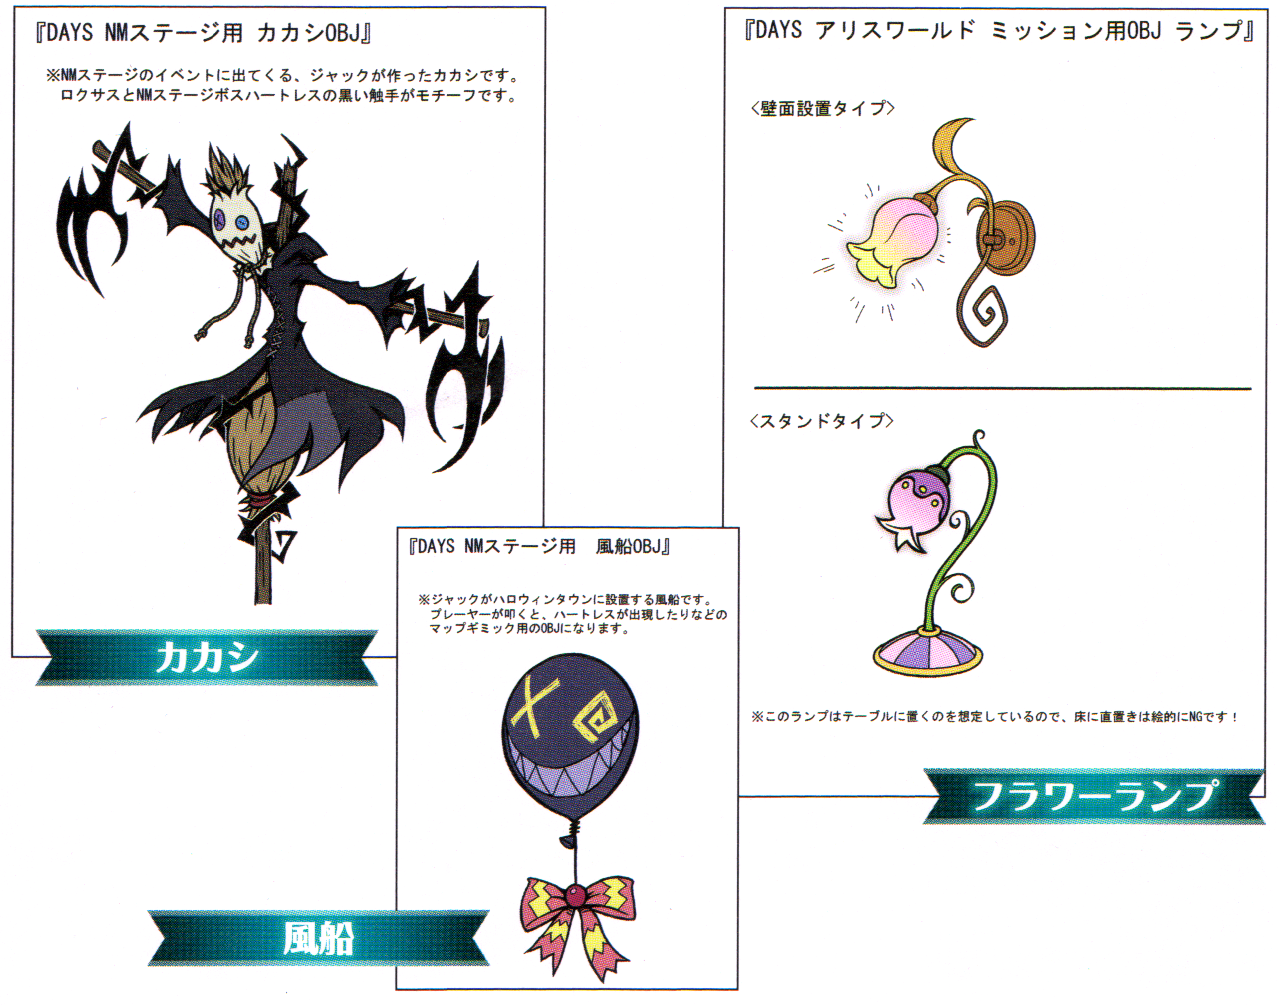 『DAYS NMステージ用 カカシOBJ』
※NMステージのイベントに出てくる、ジャックが作ったカカシです。
ロクサスとNMステージボスハートレスの黒い触手がモチーフです。
カカシ
『DAYS NMステージ用　風船OBJ』
※ジャックがハロウィンタウンに設置する風船です。
プレーヤーが叩くと、ハートレスが出現したりなどの
マップギミック用のOBJになります。
風船
『DAYS アリスワールド ミッション用OBJ ランプ』
<壁面設置タイプ>
<スタンドタイプ>
※このランプはテーブルに置くのを想定しているので、床に直置きは絵的にNGです！
フラワーランプ